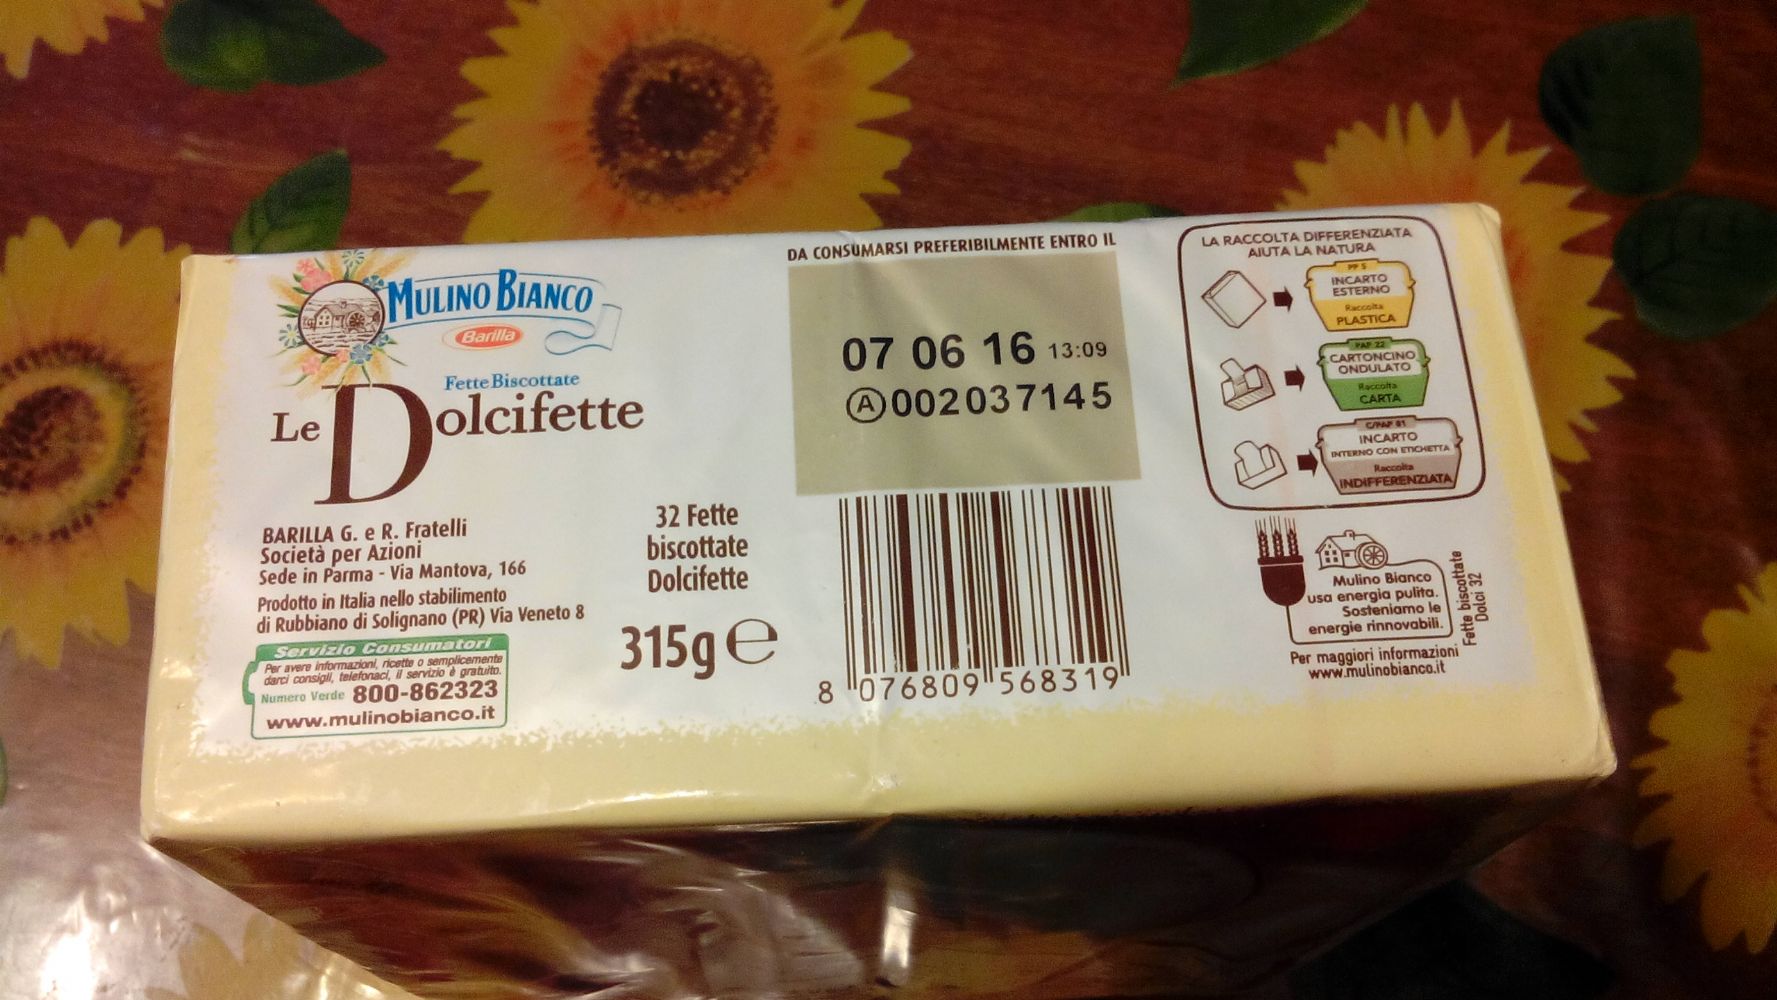 MULINO BIANCO
Barilla
Fette Biscottate
Le Dolcifette
BARILLA G. e R. Fratelli
Società per Azioni
Sede in Parma - Via Mantova, 166
Prodotto in Italia nello stabilimento
di Rubbiano di Solignano (PR) Via Veneto 8
Servizio Consumatori
Per avere informazioni, ricette o semplicemente
darci consigli, telefonaci, il servizio è gratuito.
Numero Verde 800-862323
www.mulinobianco.it
32 Fette
biscottate
Dolcifette
315g e
DA CONSUMARSI PREFERIBILMENTE ENTRO IL
07 06 16 13:09
A 002037145
8 076809 568319
LA RACCOLTA DIFFERENZIATA
AIUTA LA NATURA
PP 5
INCARTO
ESTERNO
Raccolta
PLASTICA
PAP 22
CARTONCINO
ONDULATO
Raccolta
CARTA
C/PAP 81
INCARTO
INTERNO CON ETICHETTA
Raccolta
INDIFFERENZIATA
Mulino Bianco
usa energia pulita.
Sosteniamo le
energie rinnovabili.
Per maggiori informazioni
www.mulinobianco.it
Fette biscottate
Dolci 32